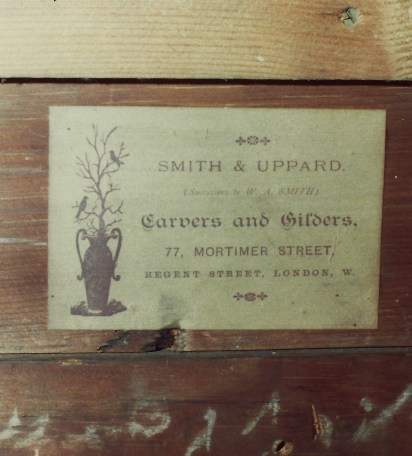 SMITH & UPPARD.
(Successors to W. A. SMITH)
Carvers and Gilders,
77, MORTIMER STREET,
REGENT STREET, LONDON, W.